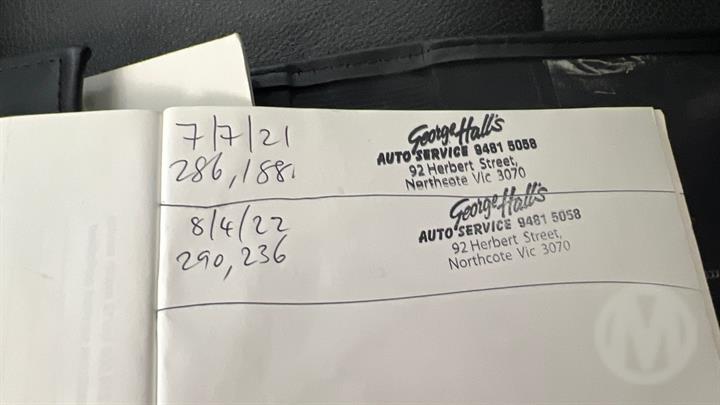 7/7/21
286,188
George Hall's
AUTO SERVICE 9481 5058
92 Herbert Street,
Northcote Vic 3070
8/4/22
290,236
George Hall's
AUTO SERVICE 9481 5058
92 Herbert Street,
Northcote Vic 3070
M